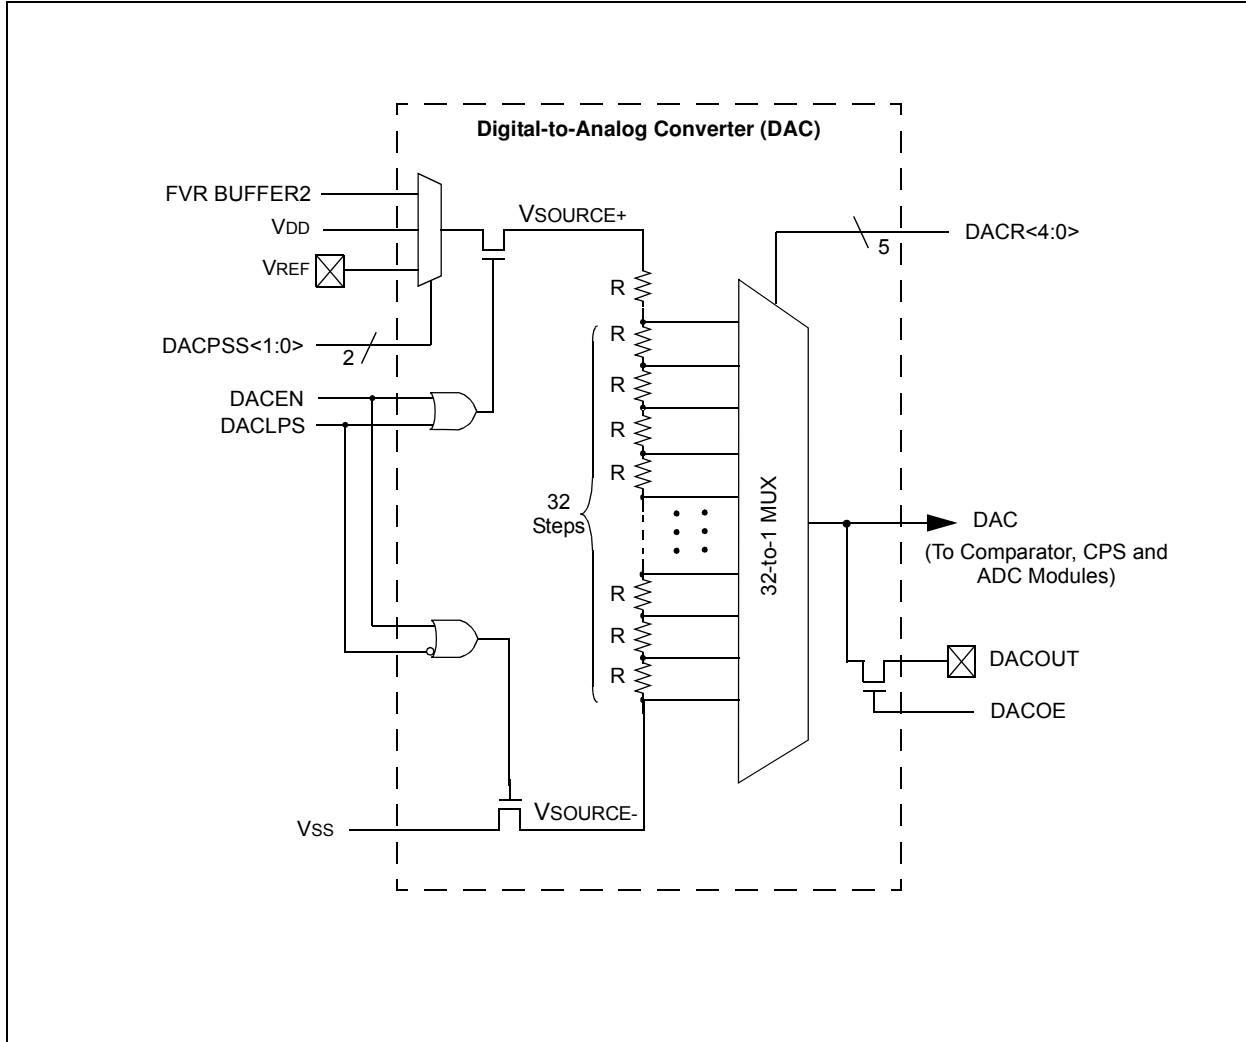 Digital-to-Analog Converter (DAC)
FVR BUFFER2
VDD
VREF
DACPSS<1:0>
2
DACEN
DACLPS
VSOURCE+
R
R
R
R
R
32
Steps
R
R
R
32-to-1 MUX
5
DACR<4:0>
DAC
(To Comparator, CPS and
ADC Modules)
DACOUT
DACOE
VSOURCE-
VSS